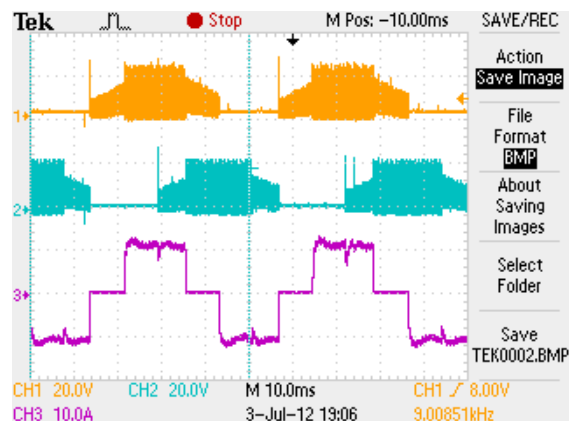 Tek Stop M Pos: -10.00ms SAVE/REC
Action
Save Image
File
Format
BMP
About
Saving
Images
Select
Folder
Save
TEK0002.BMP
1
2
3
CH1 20.0V CH2 20.0V M 10.0ms CH1 / 8.00V
CH3 10.0A 3-Jul-12 19:06 9.00851kHz